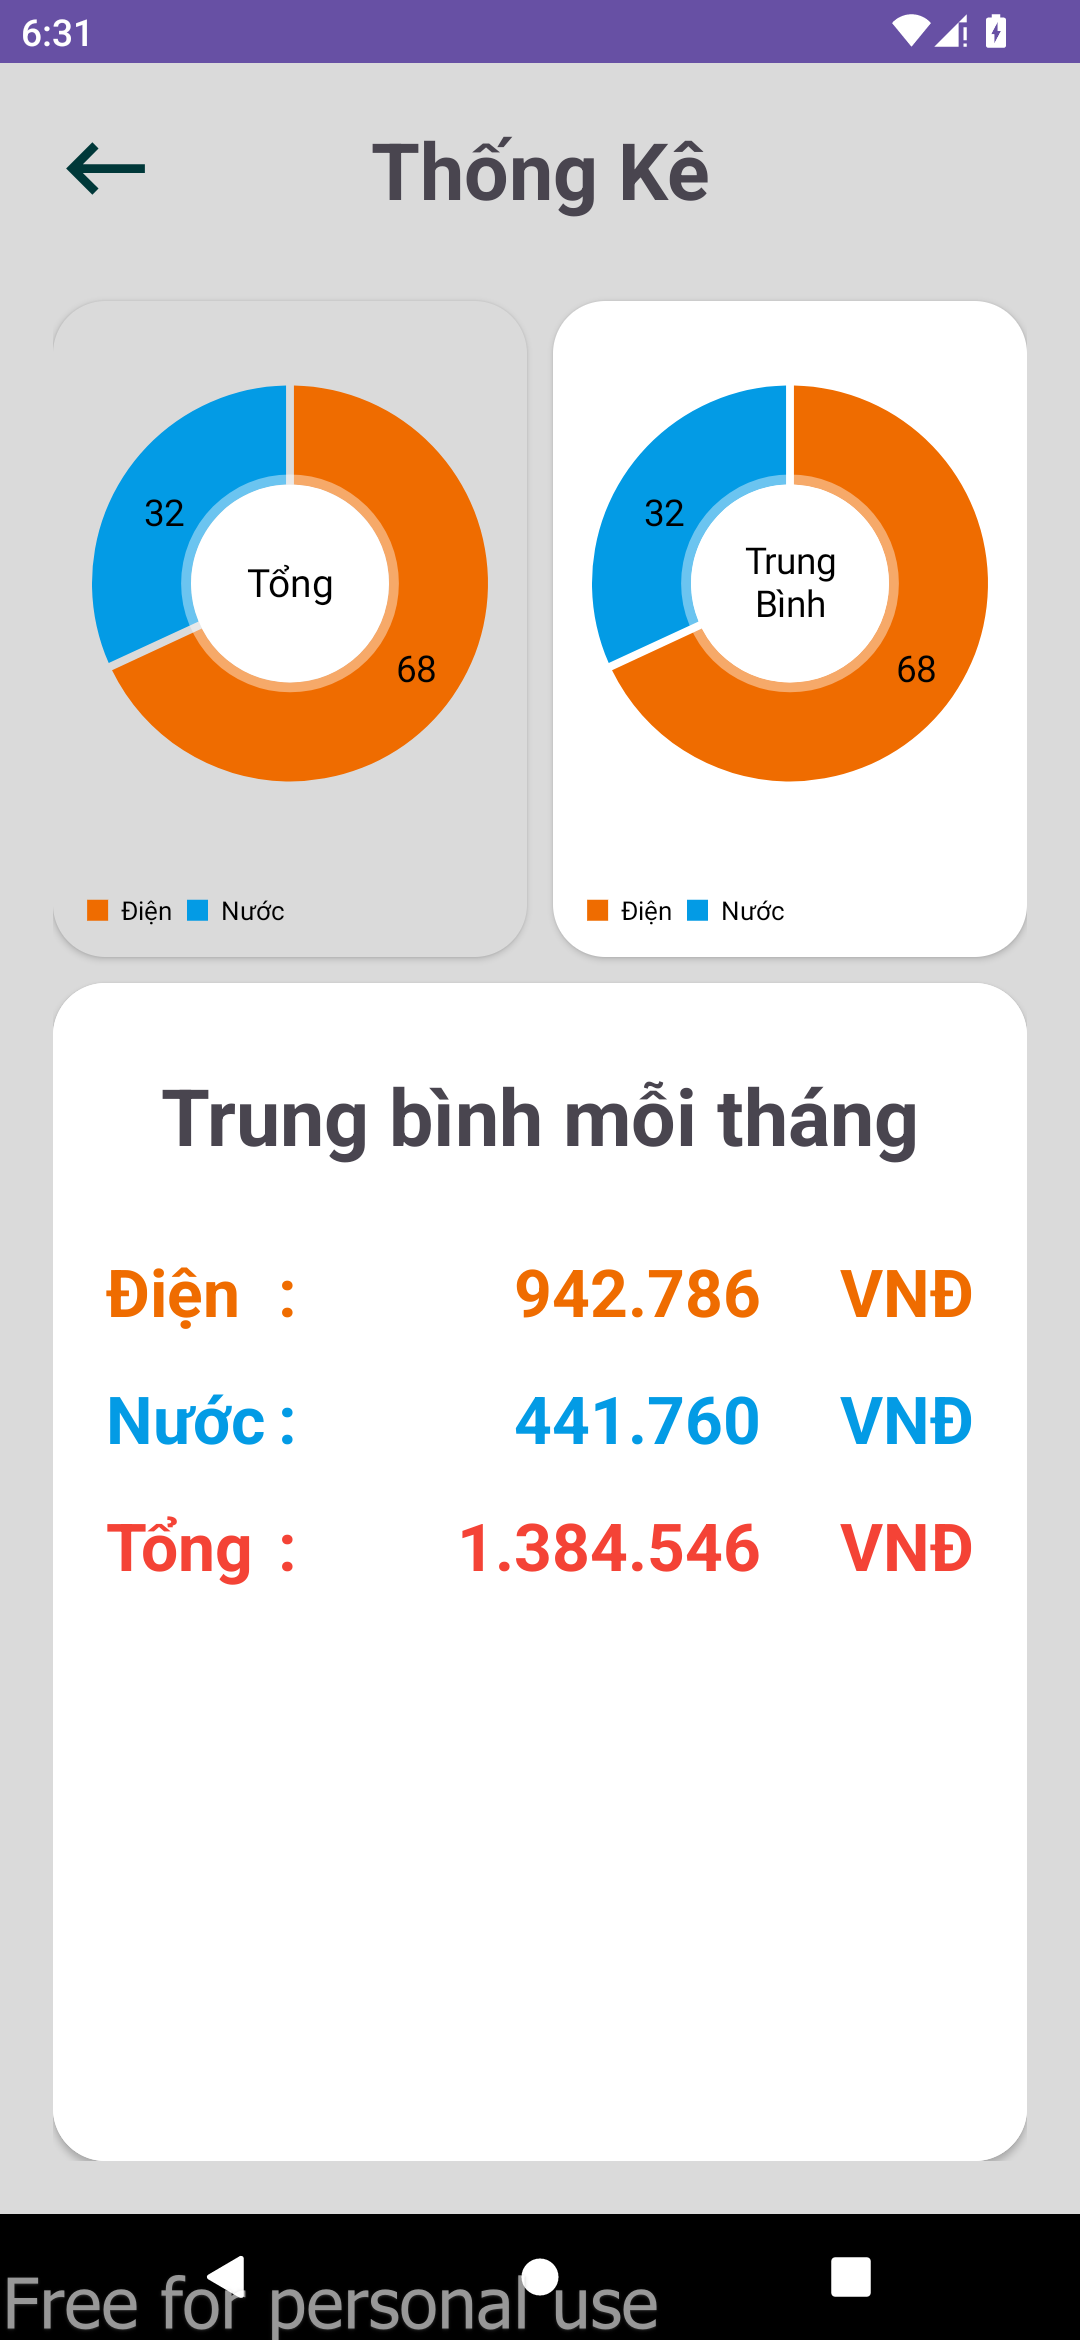 6:31
Thống Kê
32
Tổng
68
Điện Nước
32
Trung
Bình
68
Điện Nước
Trung bình mỗi tháng
Điện : 942.786 VNĐ
Nước : 441.760 VNĐ
Tổng : 1.384.546 VNĐ
Free for personal use